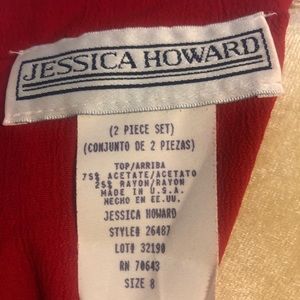 JESSICA HOWARD
(2 PIECE SET)
(CONJUNTO DE 2 PIEZAS)
TOP/ARRIBA
75% ACETATE/ACETATO
25% RAYON/RAYON
MADE IN U.S.A.
HECHO EN EE.UU.
JESSICA HOWARD
STYLE# 26487
LOT# 32190
RN 70643
SIZE 8